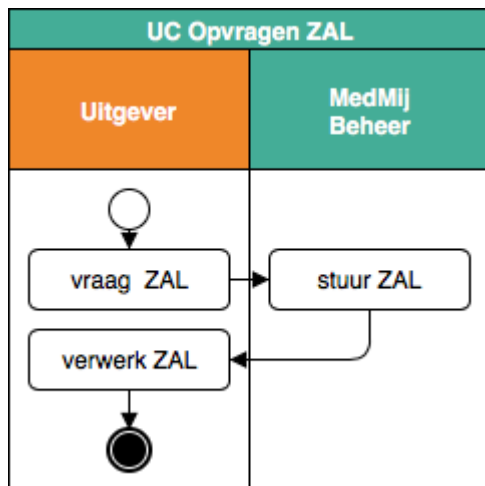 UC Opvragen ZAL
Uitgever
MedMij
Beheer
vraag ZAL
stuur ZAL
verwerk ZAL